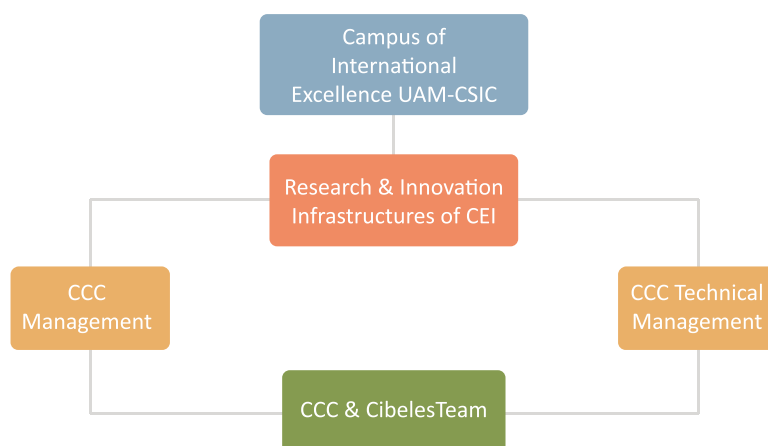 Campus of
International
Excellence UAM-CSIC
Research & Innovation
Infrastructures of CEI
CCC
Management
CCC Technical
Management
CCC & CibelesTeam